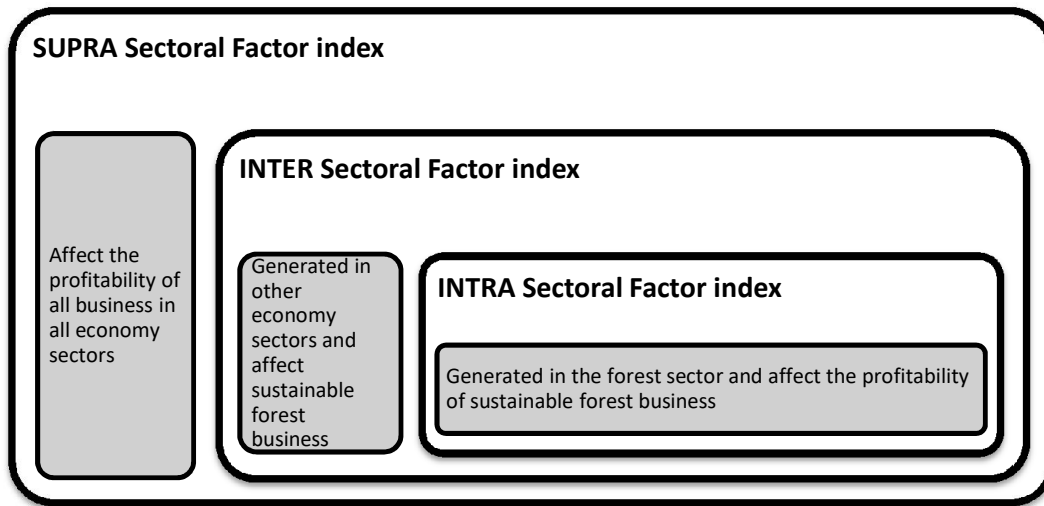 SUPRA Sectoral Factor index
INTER Sectoral Factor index
Affect the
profitability of
all business in
all economy
sectors
Generated in
other
economy
sectors and
affect
sustainable
forest
business
INTRA Sectoral Factor index
Generated in the forest sector and affect the profitability
of sustainable forest business